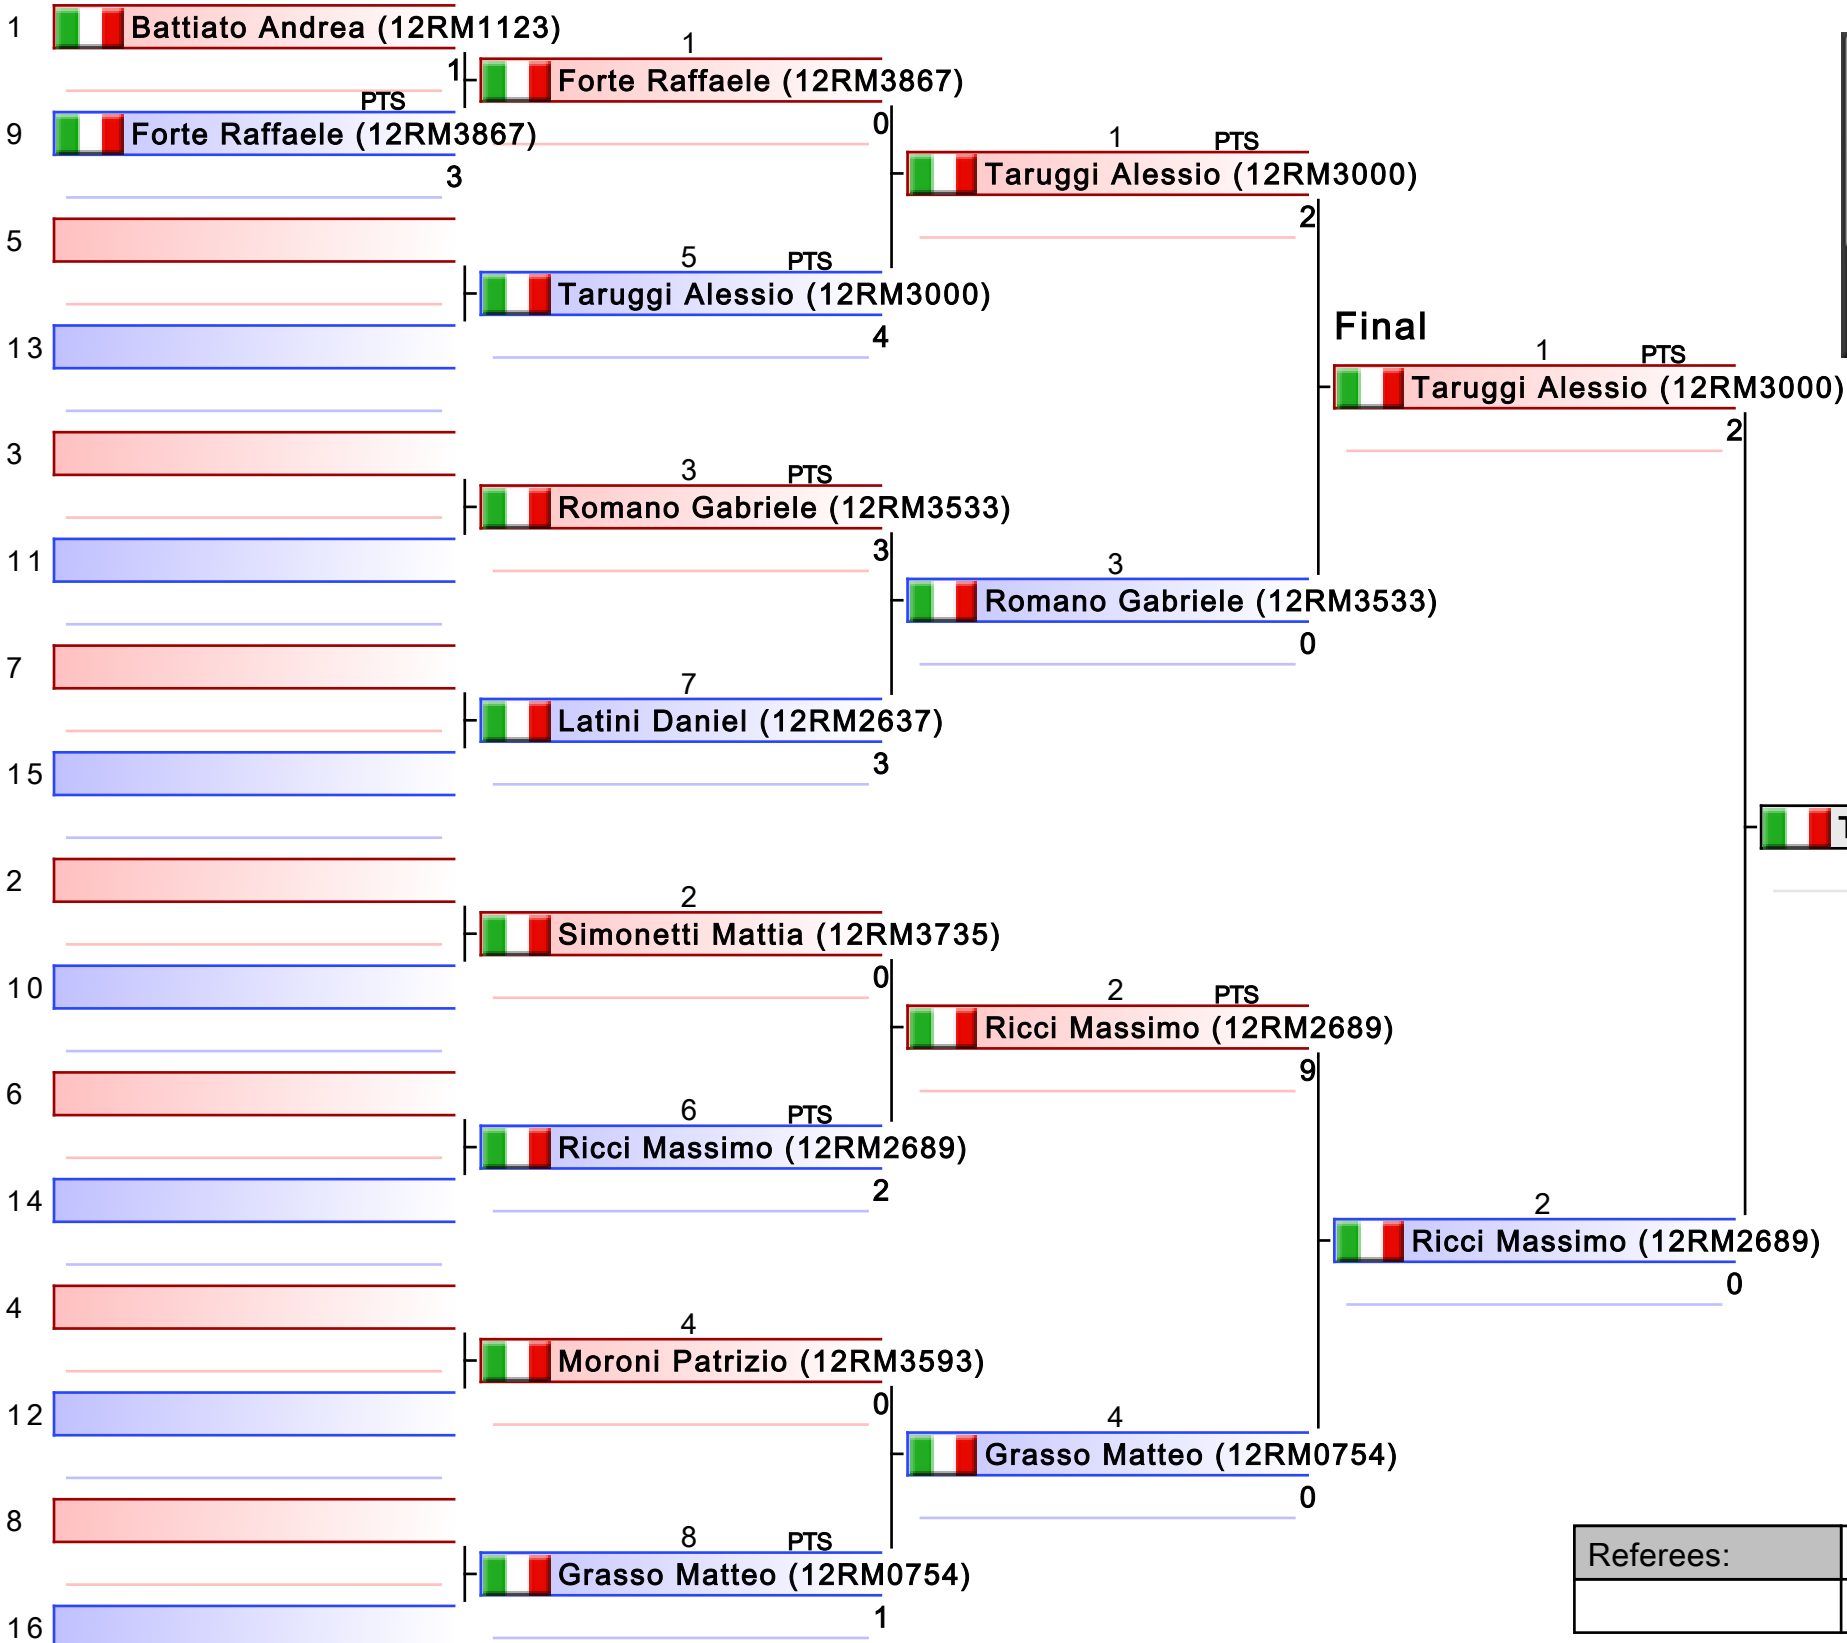 1
Battiato Andrea (12RM1123)
1
PTS
9
Forte Raffaele (12RM3867)
3
5
13
3
11
7
15
2
10
6
14
4
12
8
16
1
Forte Raffaele (12RM3867)
0
5
PTS
Taruggi Alessio (12RM3000)
4
3
PTS
Romano Gabriele (12RM3533)
3
7
Latini Daniel (12RM2637)
3
2
Simonetti Mattia (12RM3735)
0
6
PTS
Ricci Massimo (12RM2689)
2
4
Moroni Patrizio (12RM3593)
0
8
PTS
Grasso Matteo (12RM0754)
1
1
PTS
Taruggi Alessio (12RM3000)
2
3
Romano Gabriele (12RM3533)
0
2
PTS
Ricci Massimo (12RM2689)
9
4
Grasso Matteo (12RM0754)
0
Final
1
PTS
Taruggi Alessio (12RM3000)
2
2
Ricci Massimo (12RM2689)
0
Referees: